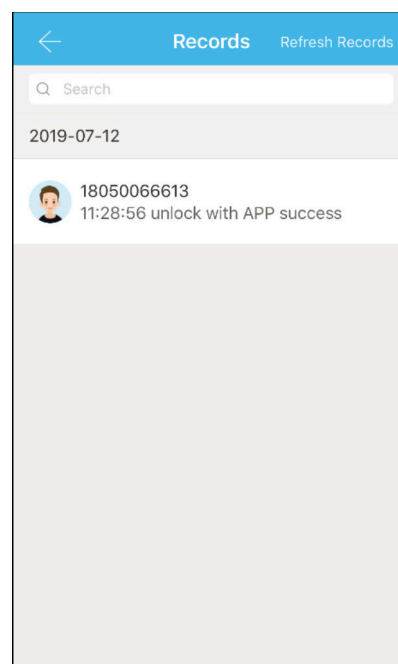 Records Refresh Records
Search
2019-07-12
18050066613
11:28:56 unlock with APP success